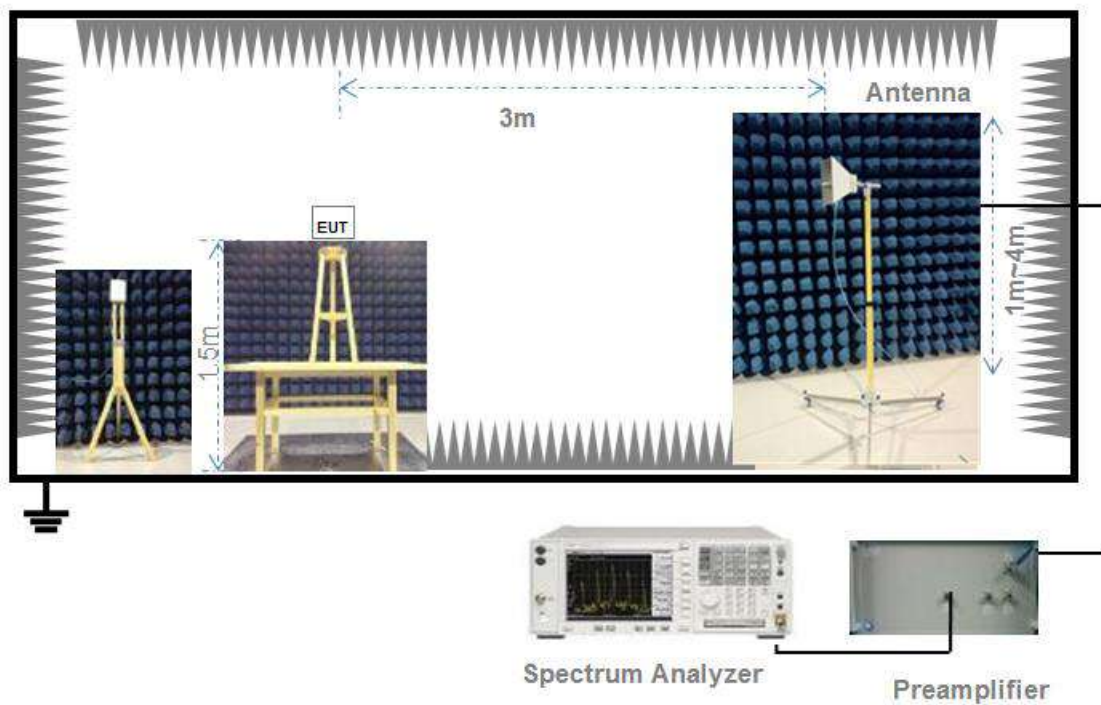 Antenna
3m
EUT
1.5m
1m~4m
Spectrum Analyzer
Preamplifier